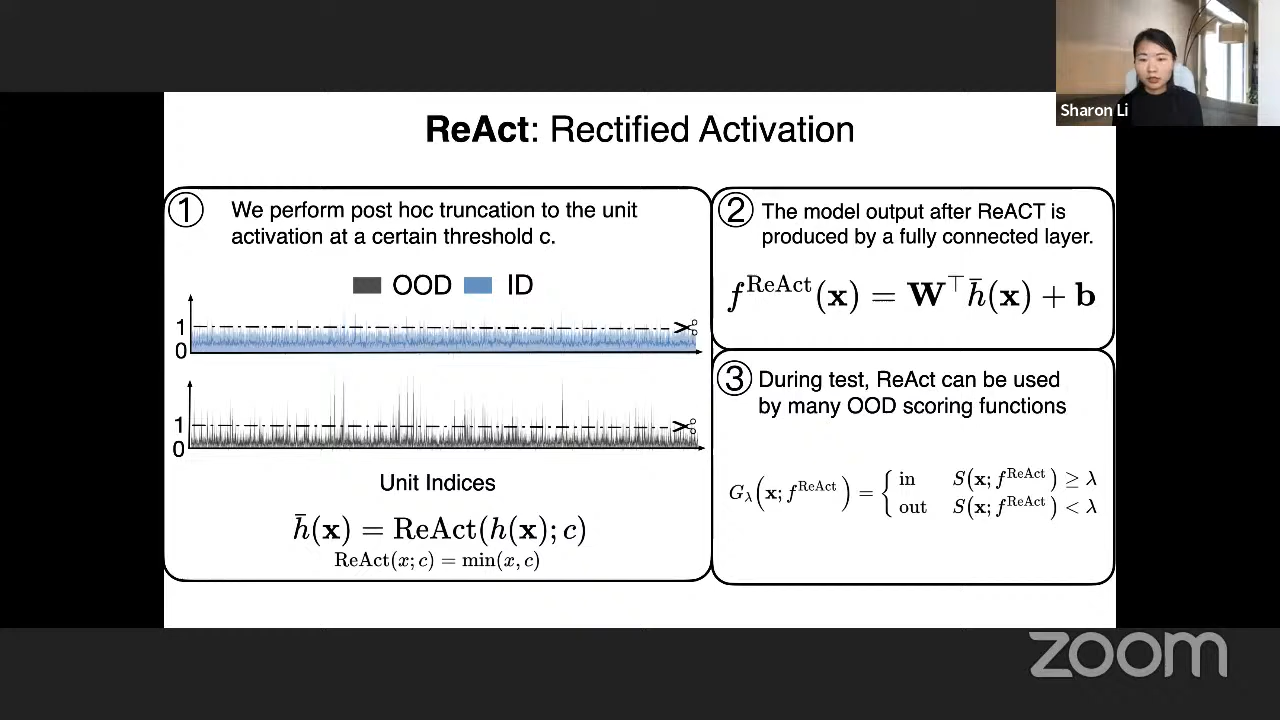 Sharon Li
ReAct: Rectified Activation
① We perform post hoc truncation to the unit
activation at a certain threshold c.
OOD ID
1
0
1
0
Unit Indices
h̄(𝐱) = ReAct(h(𝐱); c)
ReAct(x; c) = min(x, c)
② The model output after ReACT is
produced by a fully connected layer.
f^ReAct(𝐱) = 𝐖^⊤ h̄(𝐱) + 𝐛
③ During test, ReAct can be used
by many OOD scoring functions
G_λ(𝐱; f^ReAct) = { in S(𝐱; f^ReAct) ≥ λ
out S(𝐱; f^ReAct) < λ
zoom